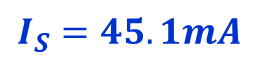 I_S = 45.1mA